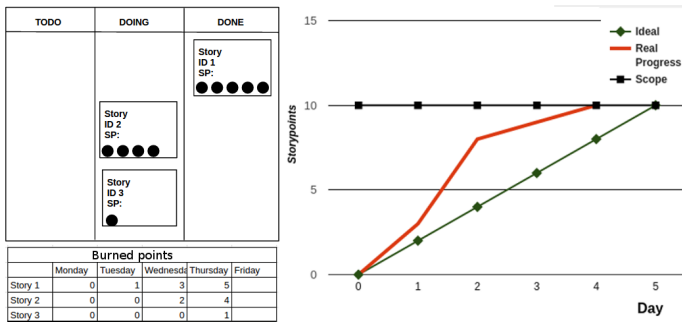 TODO DOING DONE
Story
ID 1
SP:
Story
ID 2
SP:
Story
ID 3
SP:
Burned points
Monday Tuesday Wednesda Thursday Friday
Story 1 0 1 3 5
Story 2 0 0 2 4
Story 3 0 0 0 1
15
10
5
0
Storypoints
0 1 2 3 4 5
Day
Ideal
Real
Progress
Scope